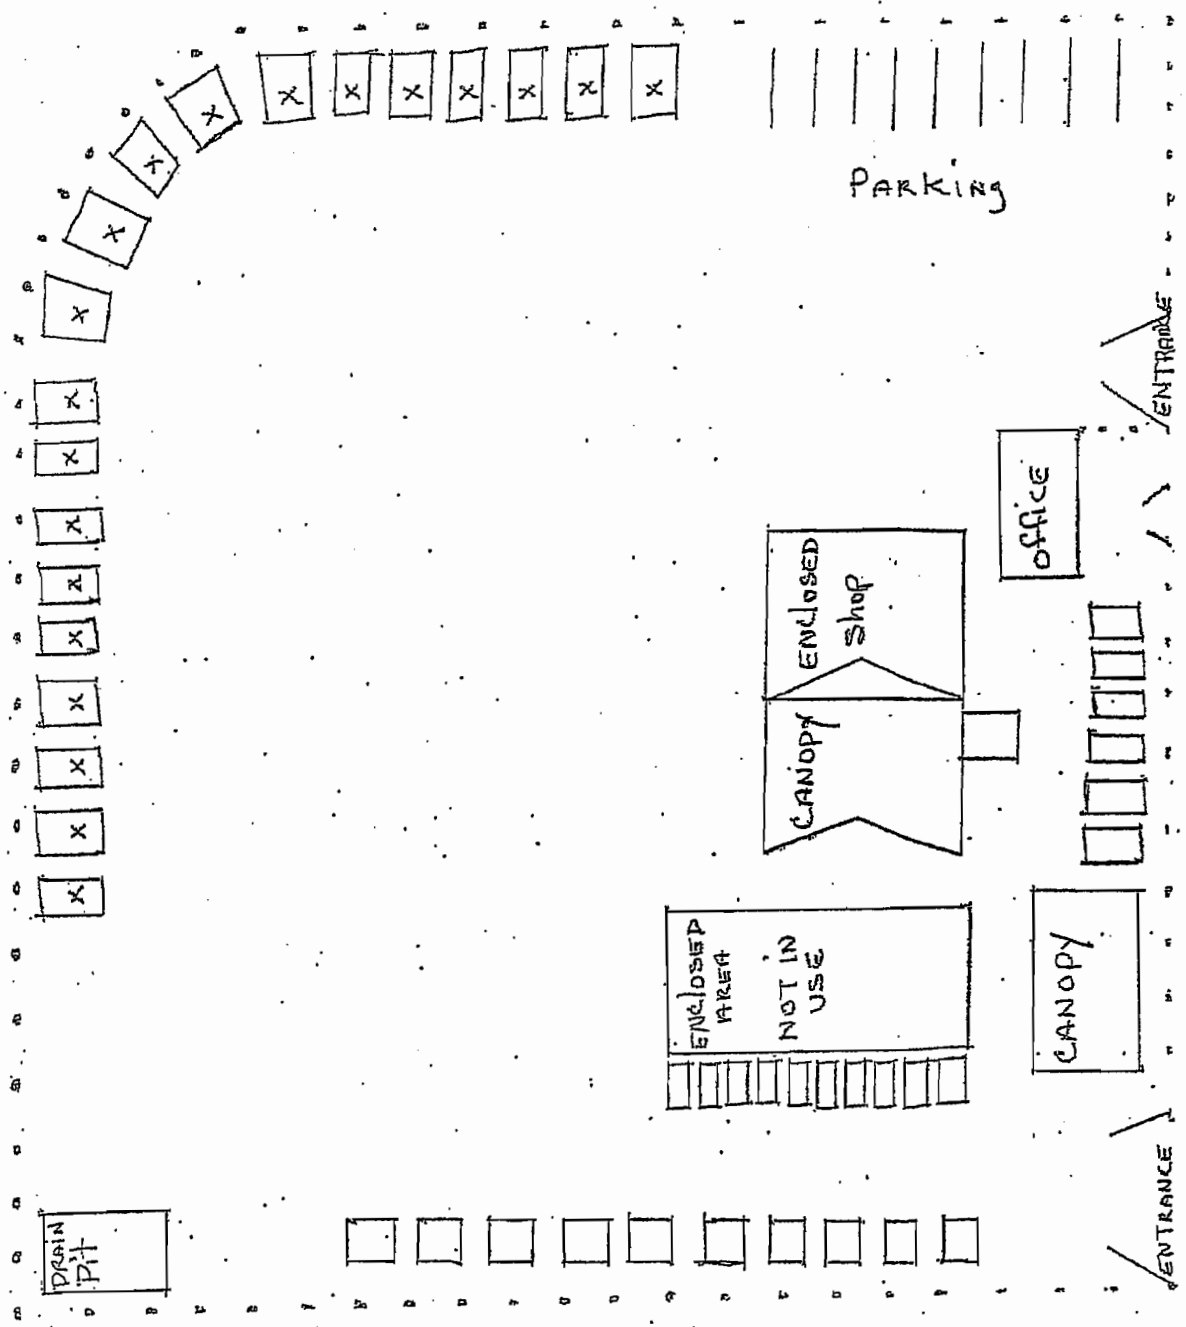 x
x
x
x
x
x
x
x
x
x
x
PARKiNg
x
x
x
x
x
x
x
x
x
ENTRANCE
OffiCE
ENClOSED
Shop
CANOPY
ENClOSED
AREA
NOT IN
USE
CANOPY
DRAIN
Pit
ENTRANCE